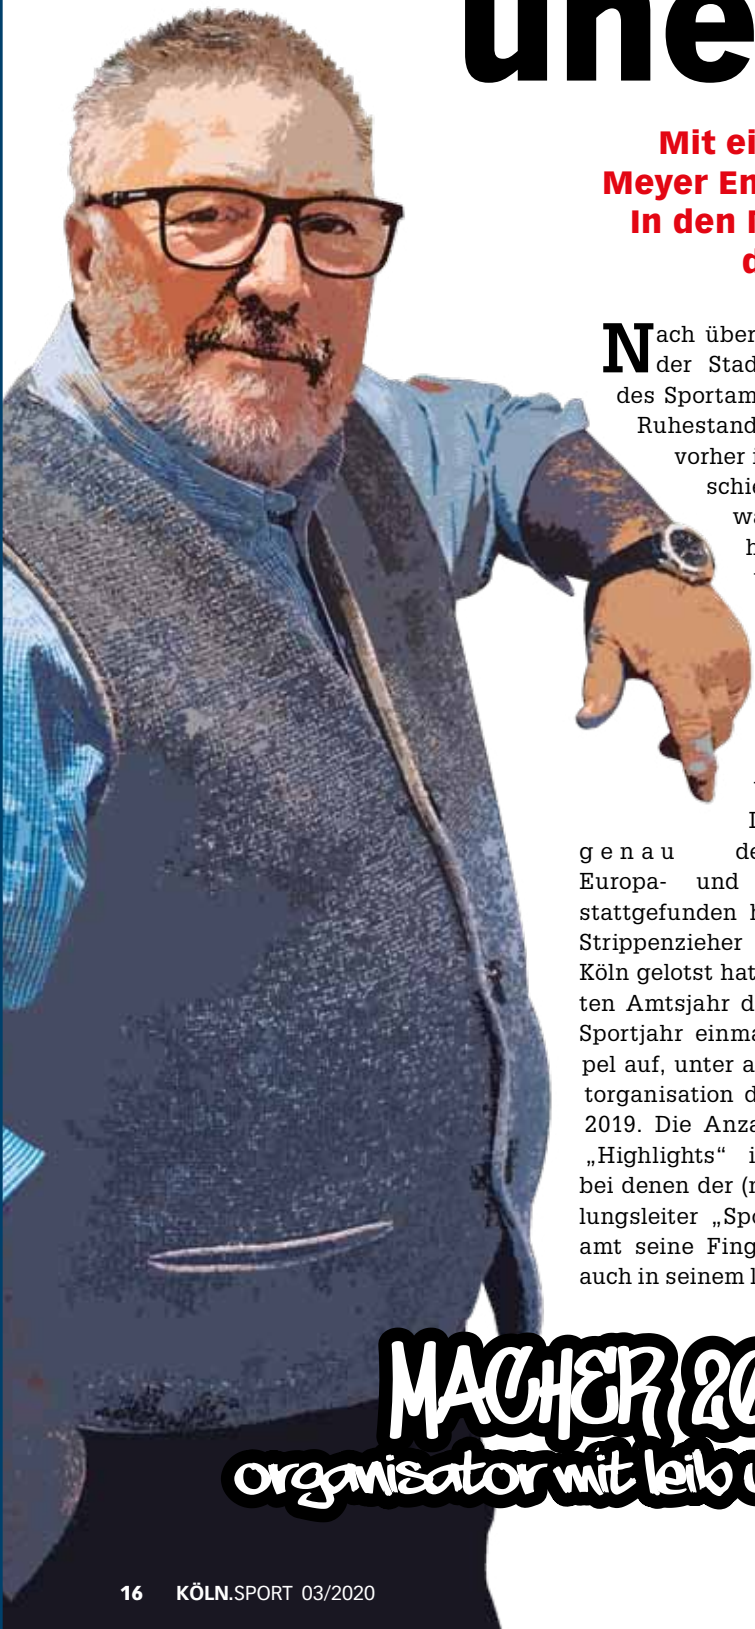 une
Mit ei
Meyer En
In den
d
Nach über
der Stad
des Sportam
Ruhestand
vorher i
schie
wa
h
genau de
Europa- und
stattgefunden h
Strippenzieher
Köln gelotst hat
ten Amtsjahr d
Sportjahr einma
pel auf, unter a
torganisation d
2019. Die Anza
„Highlights“ i
bei denen der (n
lungsleiter „Spo
amt seine Fing
auch in seinem l
MACHER 20
organisator mit leib u
16 KÖLN.SPORT 03/2020